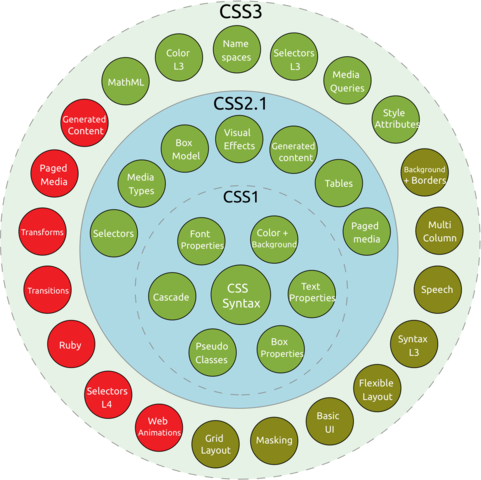 CSS3
Name
spaces
Selectors
L3
Media
Queries
Style
Attributes
Background
+ Borders
Multi
Column
Speech
Syntax
L3
Flexible
Layout
Basic
UI
Masking
Grid
Layout
Web
Animations
Selectors
L4
Ruby
Transitions
Transforms
Paged
Media
Generated
Content
MathML
Color
L3
CSS2.1
Selectors
Media
Types
Box
Model
Visual
Effects
Generated
content
Tables
Paged
media
CSS1
Font
Properties
Color +
Background
Cascade
CSS
Syntax
Text
Properties
Pseudo
Classes
Box
Properties